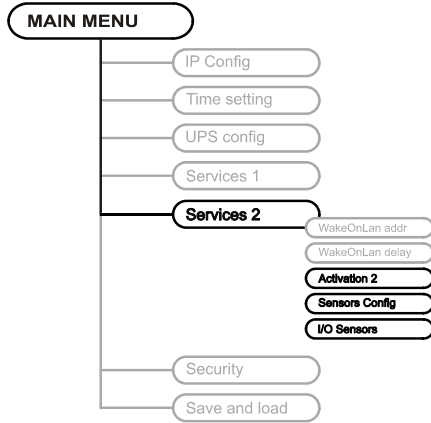 MAIN MENU
IP Config
Time setting
UPS config
Services 1
Services 2
WakeOnLan addr
WakeOnLan delay
Activation 2
Sensors Config
I/O Sensors
Security
Save and load